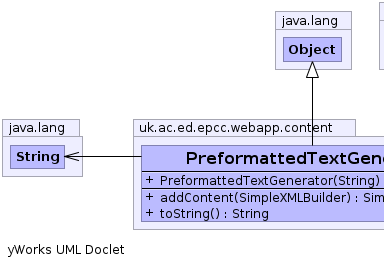 java.lang
Object
java.lang
String
uk.ac.ed.epcc.webapp.content
PreformattedTextGene
+ PreformattedTextGenerator(String)
+ addContent(SimpleXMLBuilder) : Sim
+ toString() : String
yWorks UML Doclet